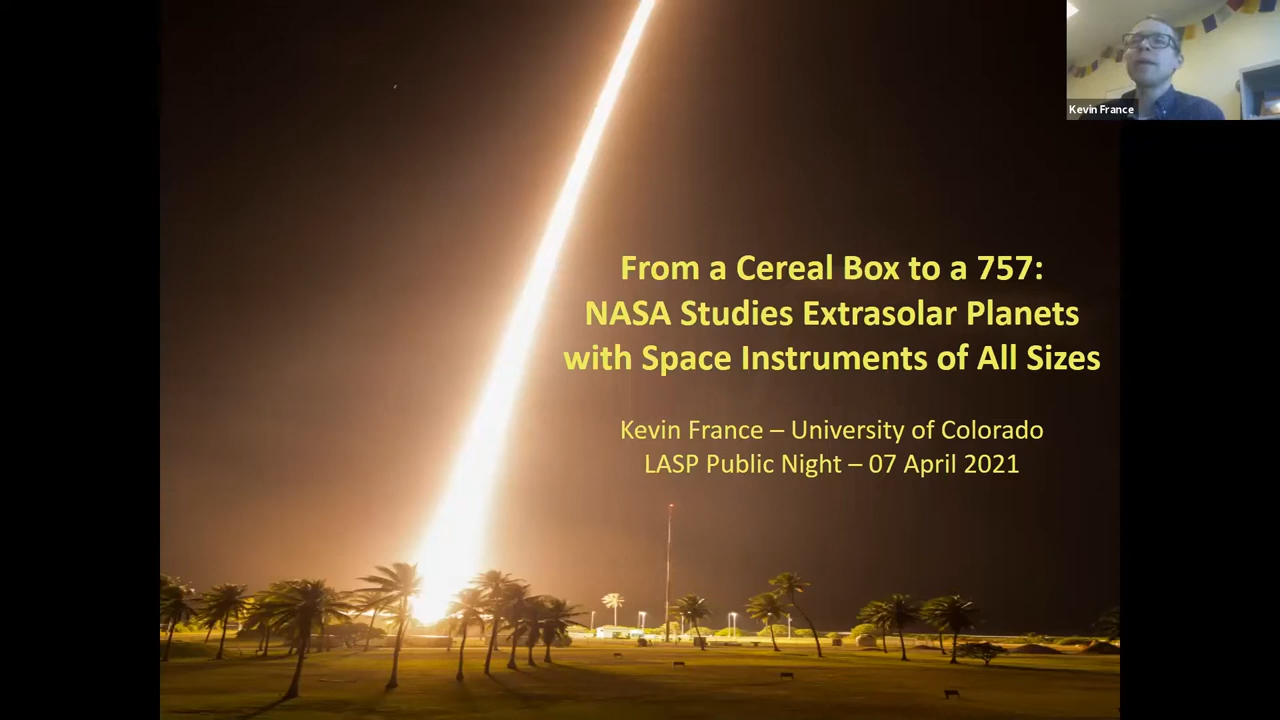 Kevin France
From a Cereal Box to a 757:
NASA Studies Extrasolar Planets
with Space Instruments of All Sizes
Kevin France – University of Colorado
LASP Public Night – 07 April 2021